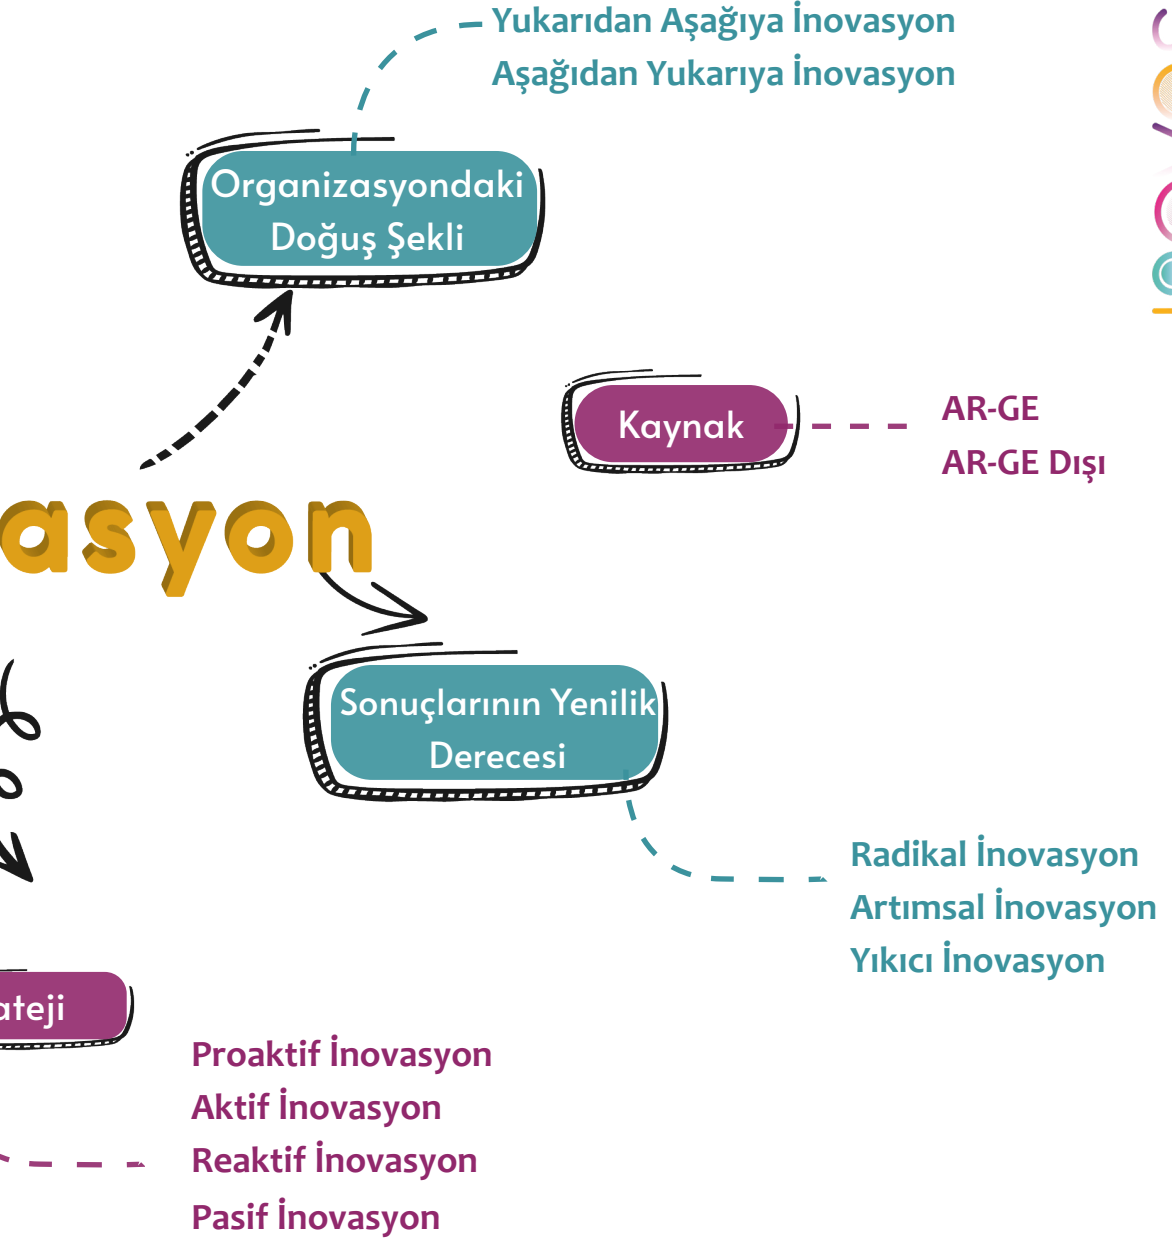 Yukarıdan Aşağıya İnovasyon
Aşağıdan Yukarıya İnovasyon
Organizasyondaki
Doğuş Şekli
Kaynak
AR-GE
AR-GE Dışı
asyon
Sonuçlarının Yenilik
Derecesi
Radikal İnovasyon
Artımsal İnovasyon
Yıkıcı İnovasyon
ateji
Proaktif İnovasyon
Aktif İnovasyon
Reaktif İnovasyon
Pasif İnovasyon